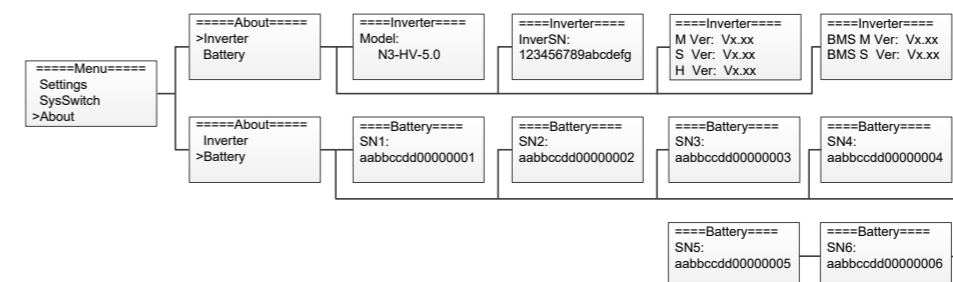 =====About=====
>Inverter
Battery
====Inverter====
Model:
N3-HV-5.0
====Inverter====
InverSN:
123456789abcdefg
====Inverter====
M Ver: Vx.xx
S Ver: Vx.xx
H Ver: Vx.xx
====Inverter====
BMS M Ver: Vx.xx
BMS S Ver: Vx.xx
=====Menu=====
Settings
SysSwitch
>About
=====About=====
Inverter
>Battery
====Battery====
SN1:
aabbccdd00000001
====Battery====
SN2:
aabbccdd00000002
====Battery====
SN3:
aabbccdd00000003
====Battery====
SN4:
aabbccdd00000004
====Battery====
SN5:
aabbccdd00000005
====Battery====
SN6:
aabbccdd00000006